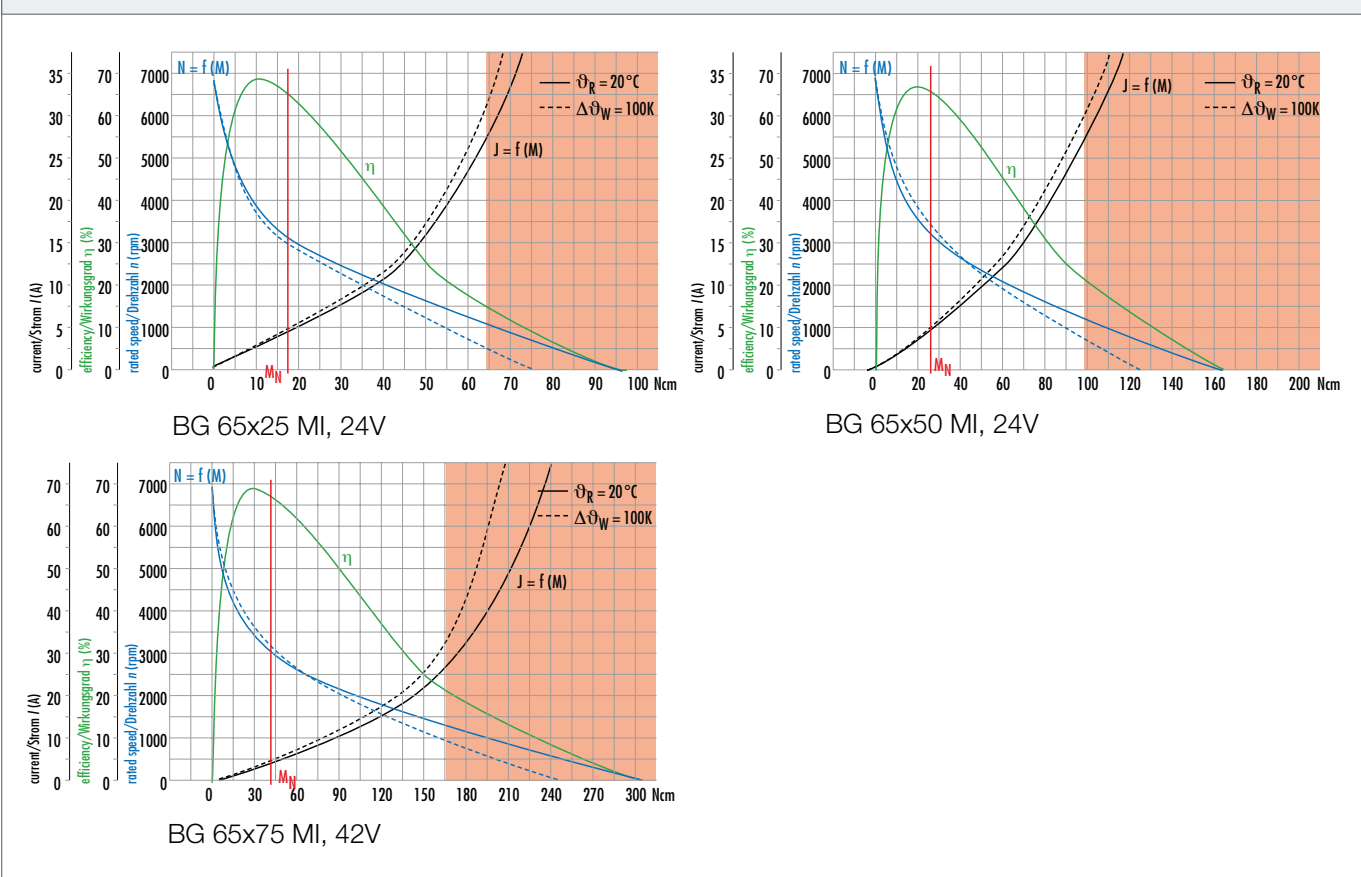 35 70 7000 N = f (M)
30 60 6000
25 50 5000
20 40 4000
15 30 3000
10 20 2000
5 10 1000
0 0 0
current/Strom I (A)
efficiency/Wirkungsgrad η (%)
rated speed/Drehzahl n (rpm)
ϑR = 20°C
ΔϑW = 100K
J = f (M)
η
MN
0 10 20 30 40 50 60 70 80 90 100 Ncm
BG 65x25 MI, 24V
35 70 7000 N = f (M)
30 60 6000
25 50 5000
20 40 4000
15 30 3000
10 20 2000
5 10 1000
0 0 0
current/Strom I (A)
efficiency/Wirkungsgrad η (%)
rated speed/Drehzahl n (rpm)
J = f (M)
ϑR = 20°C
ΔϑW = 100K
η
MN
0 20 40 60 80 100 120 140 160 180 200 Ncm
BG 65x50 MI, 24V
70 70 7000 N = f (M)
60 60 6000
50 50 5000
40 40 4000
30 30 3000
20 20 2000
10 10 1000
0 0 0
current/Strom I (A)
efficiency/Wirkungsgrad η (%)
rated speed/Drehzahl n (rpm)
ϑR = 20°C
ΔϑW = 100K
η
J = f (M)
MN
0 30 60 90 120 150 180 210 240 270 300 Ncm
BG 65x75 MI, 42V